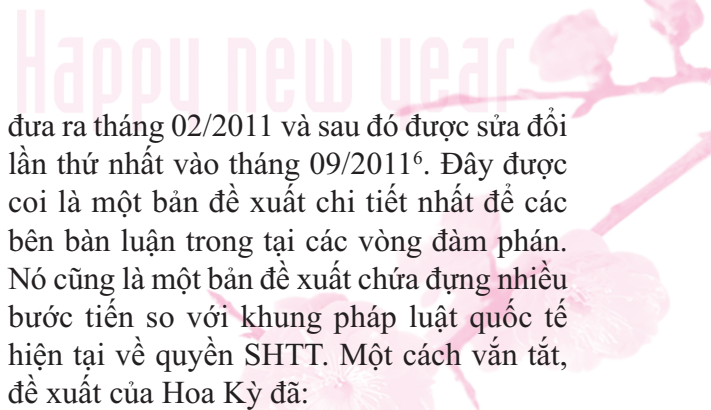 Happy new year
đưa ra tháng 02/2011 và sau đó được sửa đổi
lần thứ nhất vào tháng 09/2011⁶. Đây được
coi là một bản đề xuất chi tiết nhất để các
bên bàn luận trong tại các vòng đàm phán.
Nó cũng là một bản đề xuất chứa đựng nhiều
bước tiến so với khung pháp luật quốc tế
hiện tại về quyền SHTT. Một cách vắn tắt,
đề xuất của Hoa Kỳ đã: